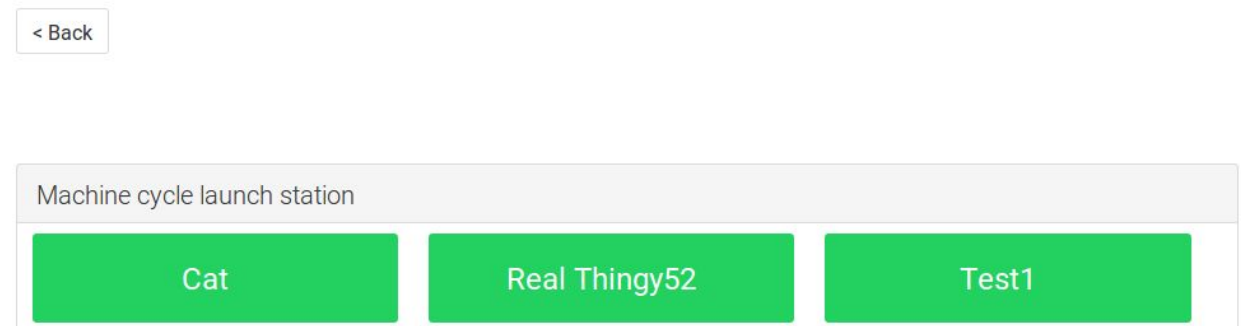 < Back
Machine cycle launch station
Cat
Real Thingy52
Test1